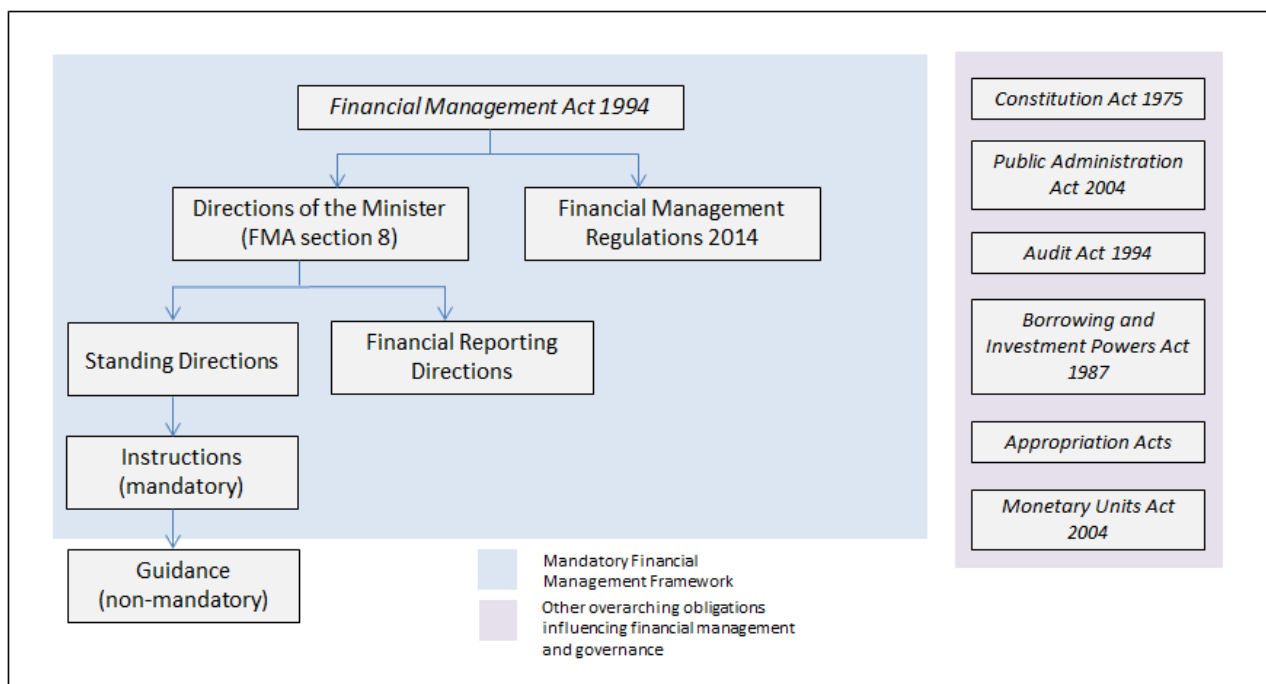 Financial Management Act 1994
Directions of the Minister
(FMA section 8)
Financial Management
Regulations 2014
Standing Directions
Financial Reporting
Directions
Instructions
(mandatory)
Guidance
(non-mandatory)
Constitution Act 1975
Public Administration
Act 2004
Audit Act 1994
Borrowing and
Investment Powers Act
1987
Appropriation Acts
Monetary Units Act
2004
Mandatory Financial
Management Framework
Other overarching obligations
influencing financial management
and governance